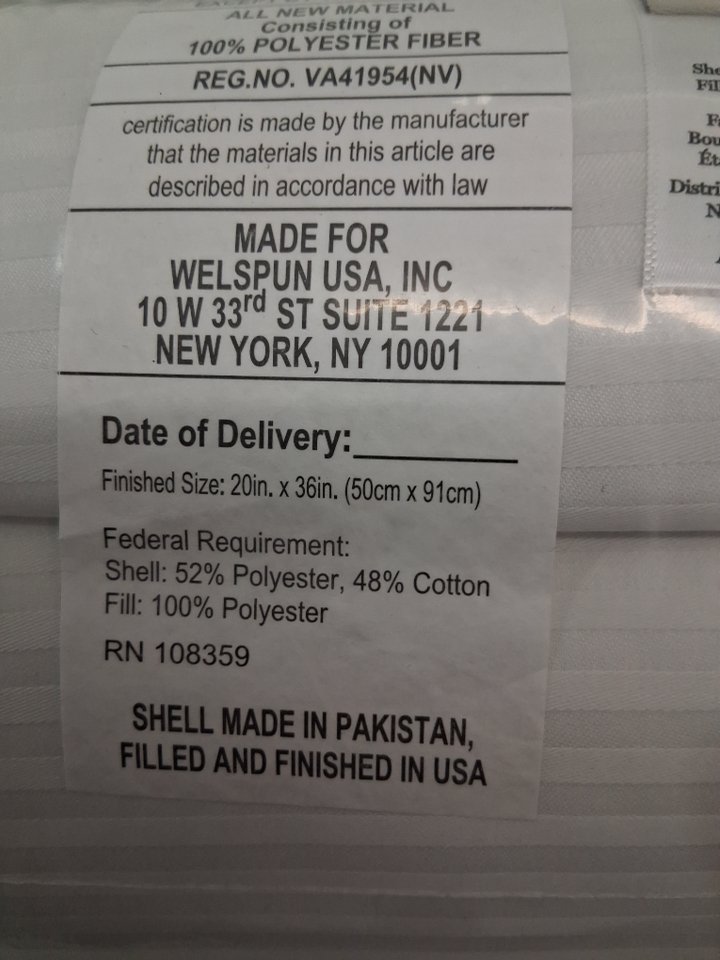 ALL NEW MATERIAL
Consisting of
100% POLYESTER FIBER
REG.NO. VA41954(NV)
certification is made by the manufacturer
that the materials in this article are
described in accordance with law
MADE FOR
WELSPUN USA, INC
10 W 33rd ST SUITE 1221
NEW YORK, NY 10001
Date of Delivery:
Finished Size: 20in. x 36in. (50cm x 91cm)
Federal Requirement:
Shell: 52% Polyester, 48% Cotton
Fill: 100% Polyester
RN 108359
SHELL MADE IN PAKISTAN,
FILLED AND FINISHED IN USA